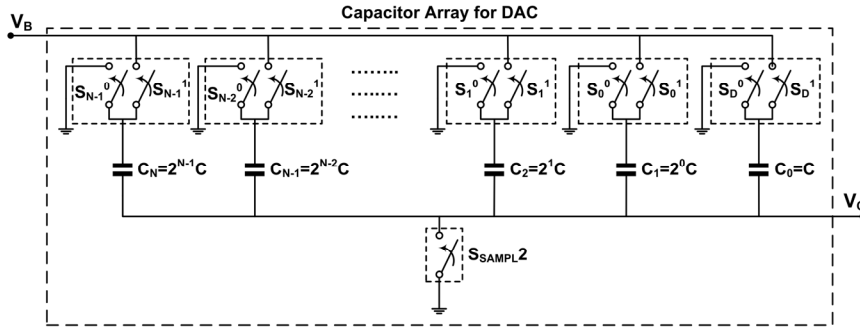 Capacitor Array for DAC
V_B
S_{N-1}^0 S_{N-1}^1 S_{N-2}^0 S_{N-2}^1 ........ S_1^0 S_1^1 S_0^0 S_0^1 S_D^0 S_D^1
........
........
C_N=2^{N-1}C C_{N-1}=2^{N-2}C C_2=2^1C C_1=2^0C C_0=C
S_{SAMPL}2